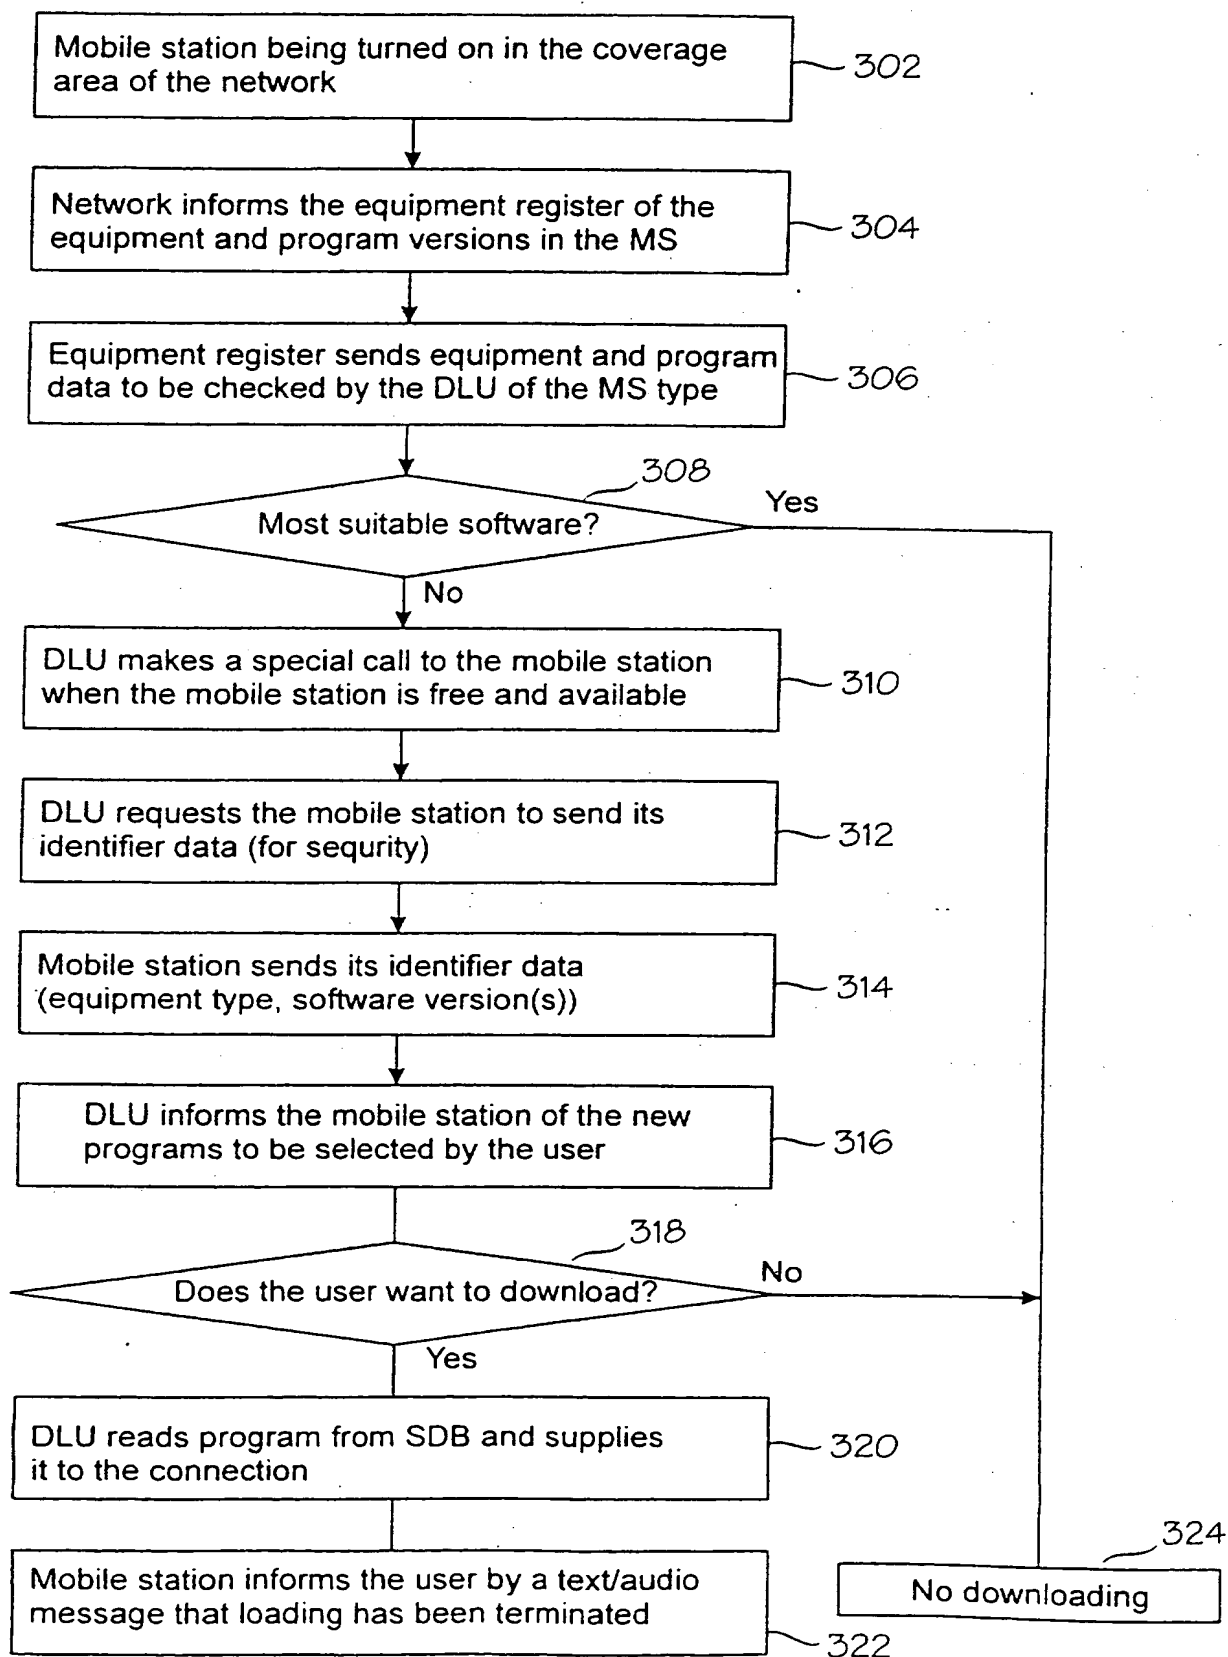 Mobile station being turned on in the coverage
area of the network
302
Network informs the equipment register of the
equipment and program versions in the MS
304
Equipment register sends equipment and program
data to be checked by the DLU of the MS type
306
308
Most suitable software?
Yes
No
DLU makes a special call to the mobile station
when the mobile station is free and available
310
DLU requests the mobile station to send its
identifier data (for sequrity)
312
Mobile station sends its identifier data
(equipment type, software version(s))
314
DLU informs the mobile station of the new
programs to be selected by the user
316
318
Does the user want to download?
No
Yes
DLU reads program from SDB and supplies
it to the connection
320
Mobile station informs the user by a text/audio
message that loading has been terminated
322
324
No downloading